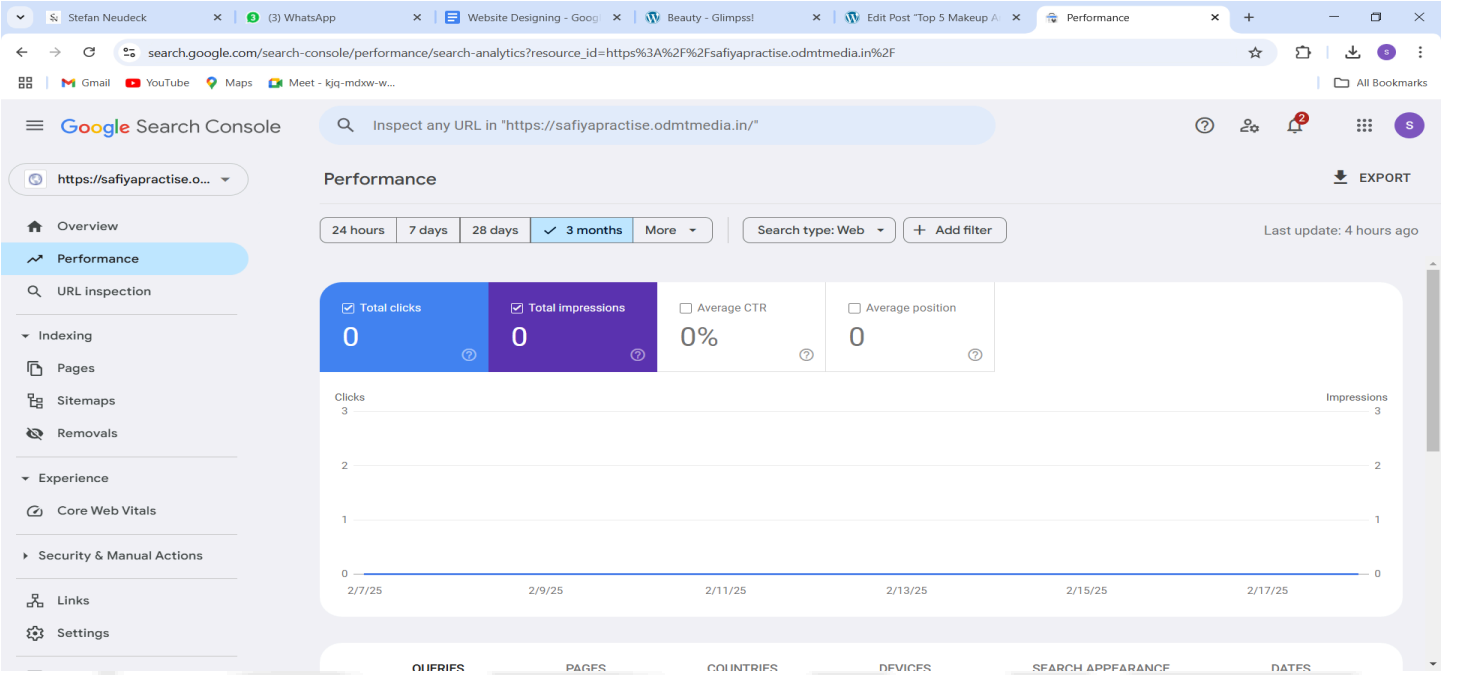 Stefan Neudeck
(3) WhatsApp
Website Designing - Goog
Beauty - Glimpss!
Edit Post "Top 5 Makeup A
Performance
search.google.com/search-console/performance/search-analytics?resource_id=https%3A%2F%2Fsafiyapractise.odmtmedia.in%2F
S
Gmail
YouTube
Maps
Meet - kjq-mdxw-w...
All Bookmarks
Google Search Console
Inspect any URL in "https://safiyapractise.odmtmedia.in/"
2
S
https://safiyapractise.o...
Performance
EXPORT
Overview
Performance
URL inspection
Indexing
Pages
Sitemaps
Removals
Experience
Core Web Vitals
Security & Manual Actions
Links
Settings
24 hours
7 days
28 days
3 months
More
Search type: Web
Add filter
Last update: 4 hours ago
Total clicks
0
Total impressions
0
Average CTR
0%
Average position
0
Clicks
Impressions
3
3
2
2
1
1
0
0
2/7/25
2/9/25
2/11/25
2/13/25
2/15/25
2/17/25
QUERIES
PAGES
COUNTRIES
DEVICES
SEARCH APPEARANCE
DATES